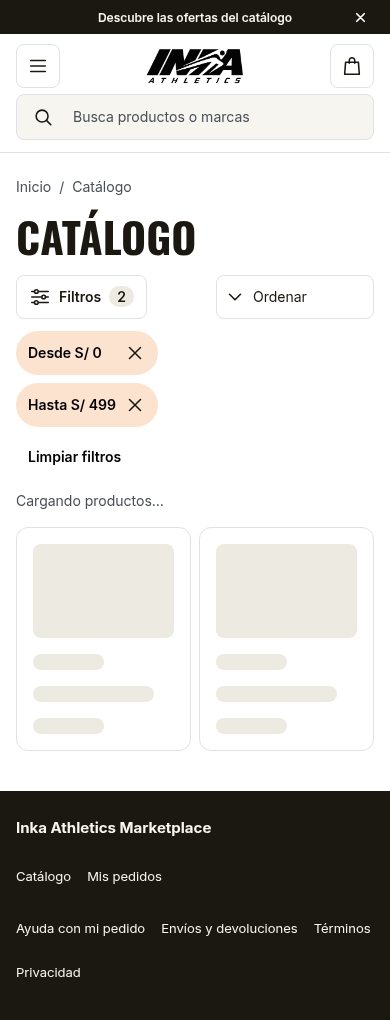 Descubre las ofertas del catálogo
INKA
ATHLETICS
Busca productos o marcas
Inicio / Catálogo
CATÁLOGO
Filtros 2
Ordenar
Desde S/ 0
Hasta S/ 499
Limpiar filtros
Cargando productos...
Inka Athletics Marketplace
Catálogo Mis pedidos
Ayuda con mi pedido Envíos y devoluciones Términos
Privacidad